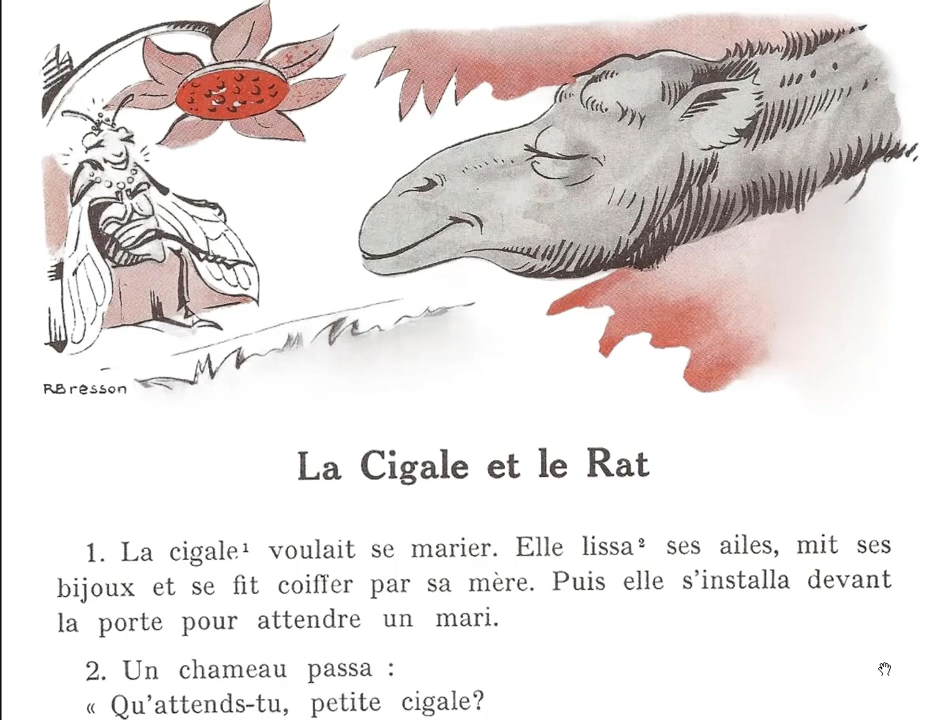 RBresson
La Cigale et le Rat
1. La cigale¹ voulait se marier. Elle lissa² ses ailes, mit ses
bijoux et se fit coiffer par sa mère. Puis elle s'installa devant
la porte pour attendre un mari.
2. Un chameau passa :
« Qu'attends-tu, petite cigale?